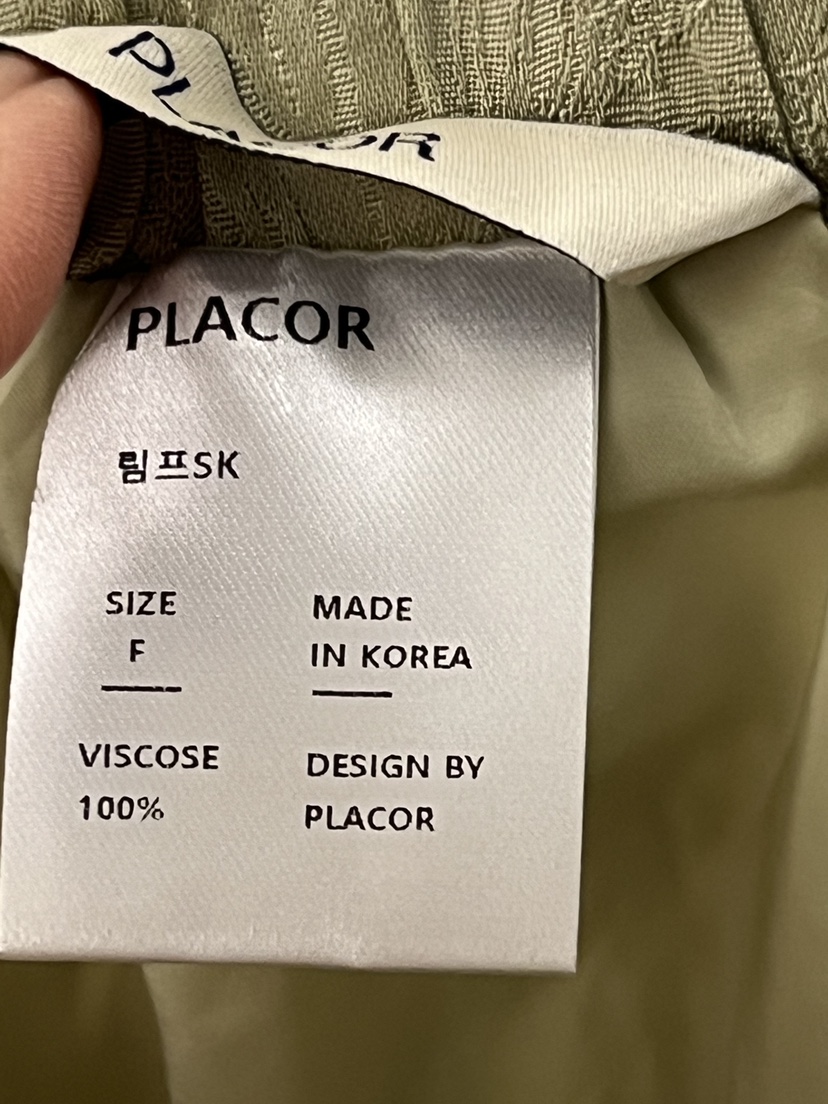 PLACOR
PLACOR
림프SK
SIZE
F
MADE
IN KOREA
VISCOSE
100%
DESIGN BY
PLACOR